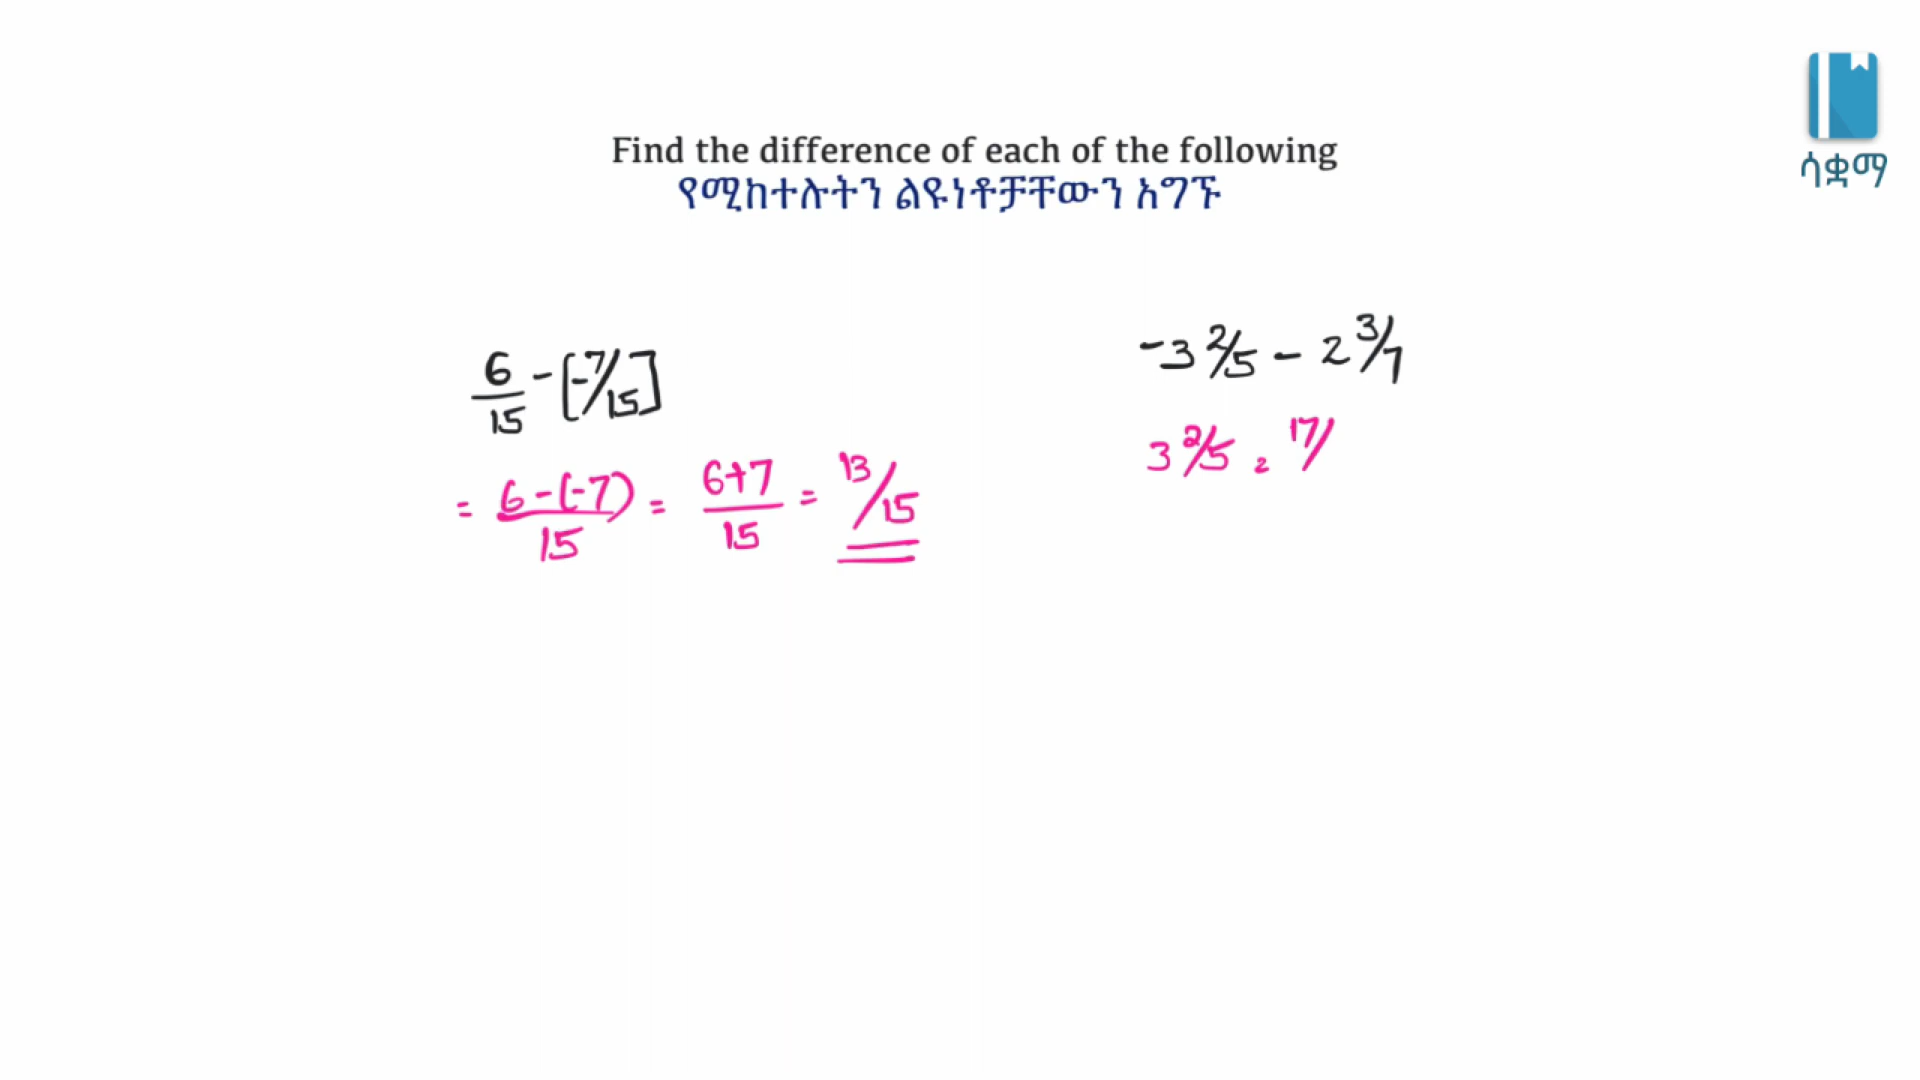 Find the difference of each of the following
የሚከተሉትን ልዩነቶቻቸውን አግኙ
ሳቋማ
6/15 - [-7/15]
= 6-(-7)/15 = 6+7/15 = 13/15
-3 2/5 - 2 3/7
3 2/5 = 17/